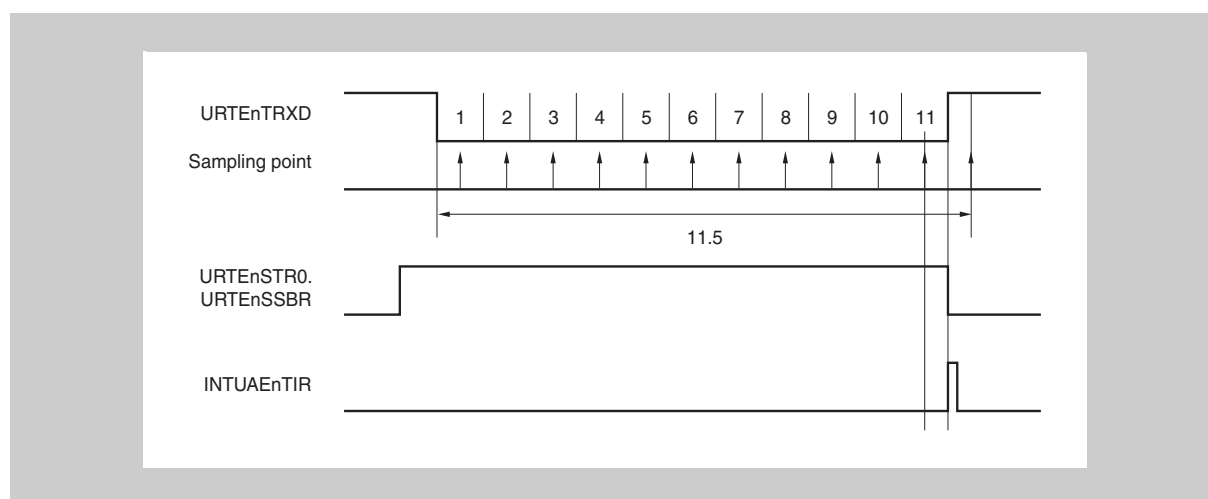 URTEnTRXD
1 2 3 4 5 6 7 8 9 10 11
Sampling point
11.5
URTEnSTR0.
URTEnSSBR
INTUAEnTIR